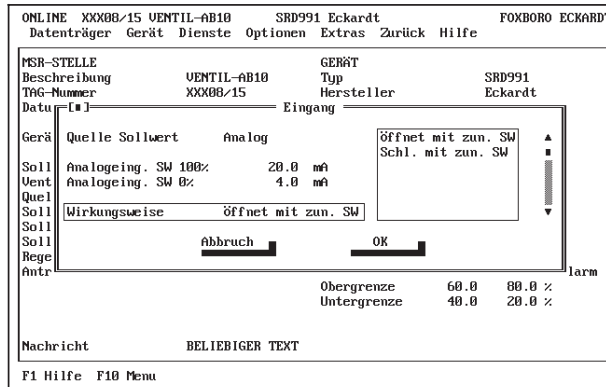 ONLINE XXX08/15 VENTIL-AB10 SRD991 Eckardt FOXBORO ECKARDT
Datenträger Gerät Dienste Optionen Extras Zurück Hilfe
MSR-STELLE GERÄT
Beschreibung VENTIL-AB10 Typ SRD991
TAG-Nummer XXX08/15 Hersteller Eckardt
Datu [■] Eingang
Gerä Quelle Sollwert Analog öffnet mit zun. SW
Schl. mit zun. SW
Soll Analogeing. SW 100% 20.0 mA
Vent Analogeing. SW 0% 4.0 mA
Quel
Soll Wirkungsweise öffnet mit zun. SW
Soll
Soll Abbruch OK
Rege
Antr larm
Obergrenze 60.0 80.0 %
Untergrenze 40.0 20.0 %
Nachricht BELIEBIGER TEXT
F1 Hilfe F10 Menu